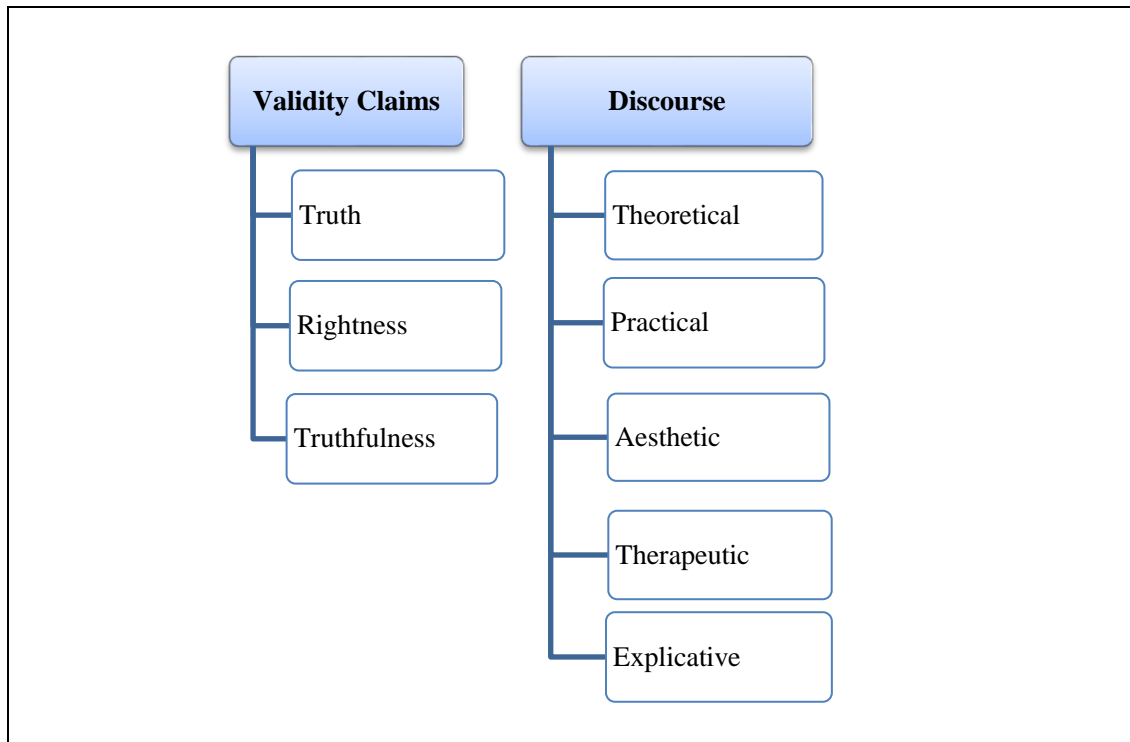 Validity Claims
Truth
Rightness
Truthfulness
Discourse
Theoretical
Practical
Aesthetic
Therapeutic
Explicative